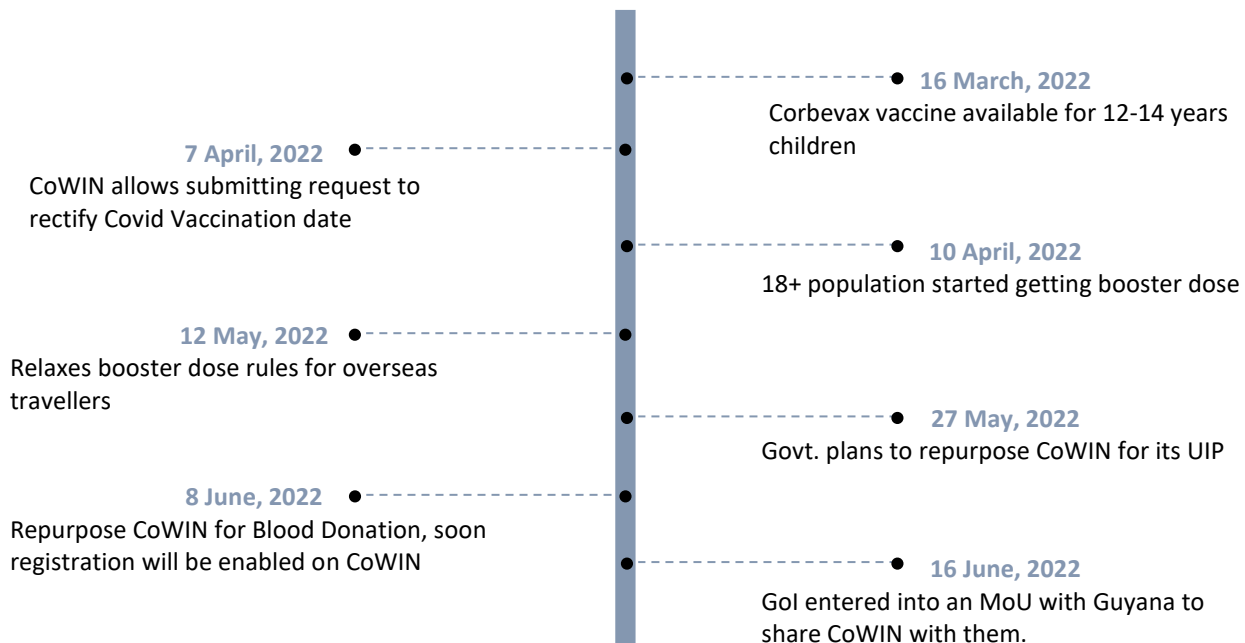 16 March, 2022
Corbevax vaccine available for 12-14 years
children
7 April, 2022
CoWIN allows submitting request to
rectify Covid Vaccination date
10 April, 2022
18+ population started getting booster dose
12 May, 2022
Relaxes booster dose rules for overseas
travellers
27 May, 2022
Govt. plans to repurpose CoWIN for its UIP
8 June, 2022
Repurpose CoWIN for Blood Donation, soon
registration will be enabled on CoWIN
16 June, 2022
GoI entered into an MoU with Guyana to
share CoWIN with them.